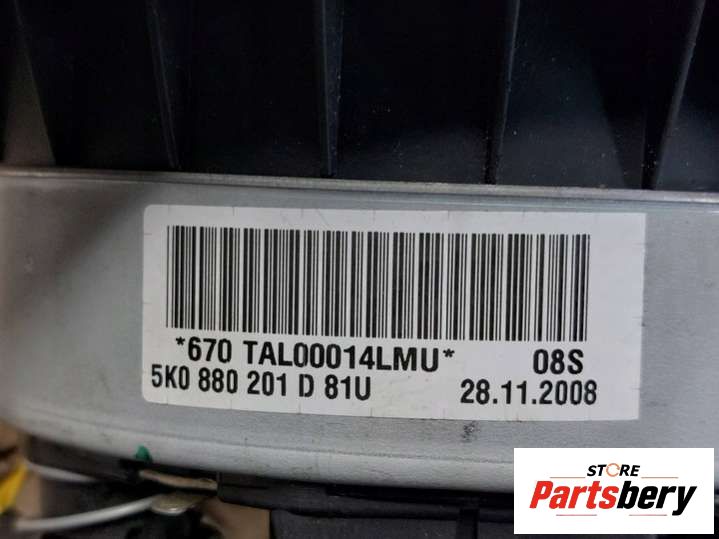 *670 TAL00014LMU* 08S
5K0 880 201 D 81U 28.11.2008
STORE
Partsbery